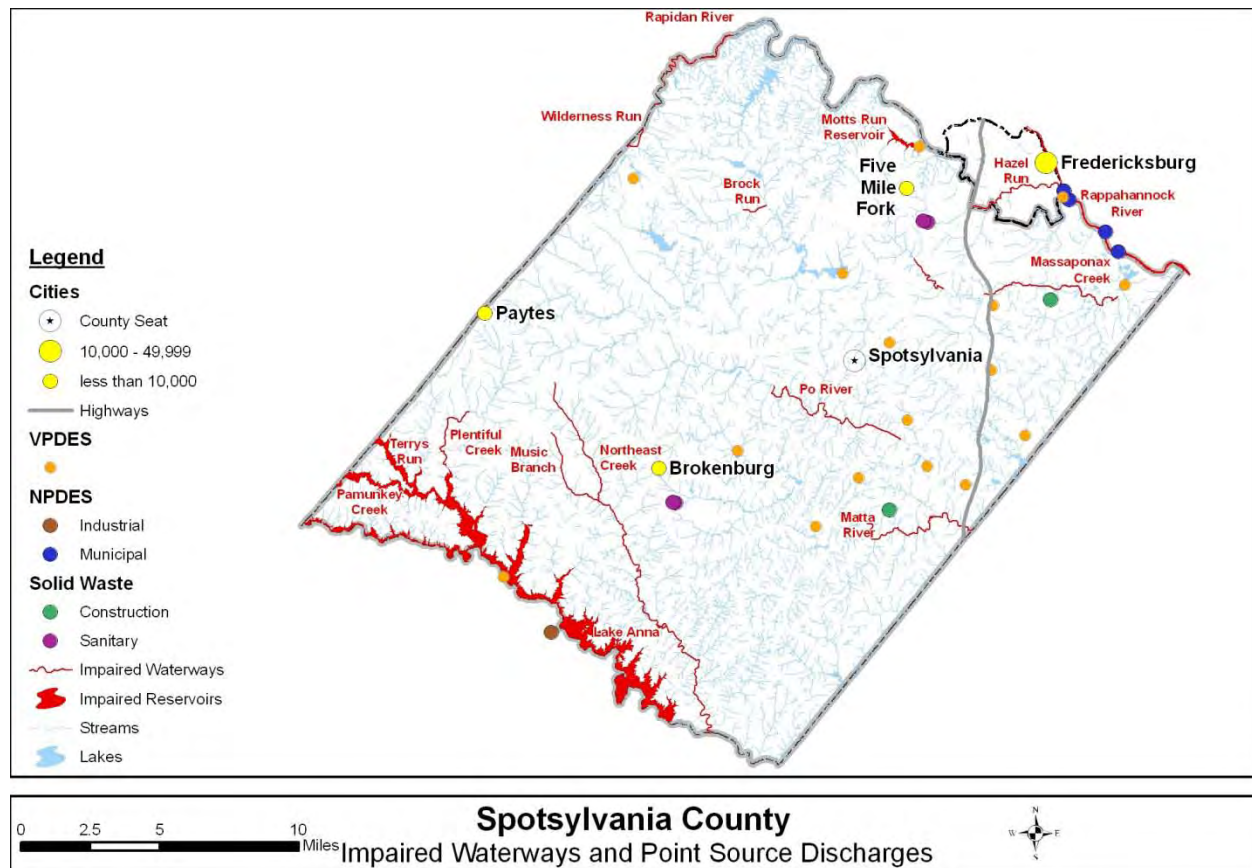 Rapidan River
Wilderness Run
Motts Run
Reservoir
Five
Mile
Fork
Hazel
Run
Fredericksburg
Rappahannock
River
Brock
Run
Massaponax
Creek
Paytes
Spotsylvania
Po River
Plentiful
Creek
Terrys
Run
Music
Branch
Northeast
Creek
Brokenburg
Pamunkey
Creek
Matta
River
Lake Anna
Legend
Cities
County Seat
10,000 - 49,999
less than 10,000
Highways
VPDES
NPDES
Industrial
Municipal
Solid Waste
Construction
Sanitary
Impaired Waterways
Impaired Reservoirs
Streams
Lakes
0 2.5 5 10
Miles
Spotsylvania County
Impaired Waterways and Point Source Discharges
N
W E
S